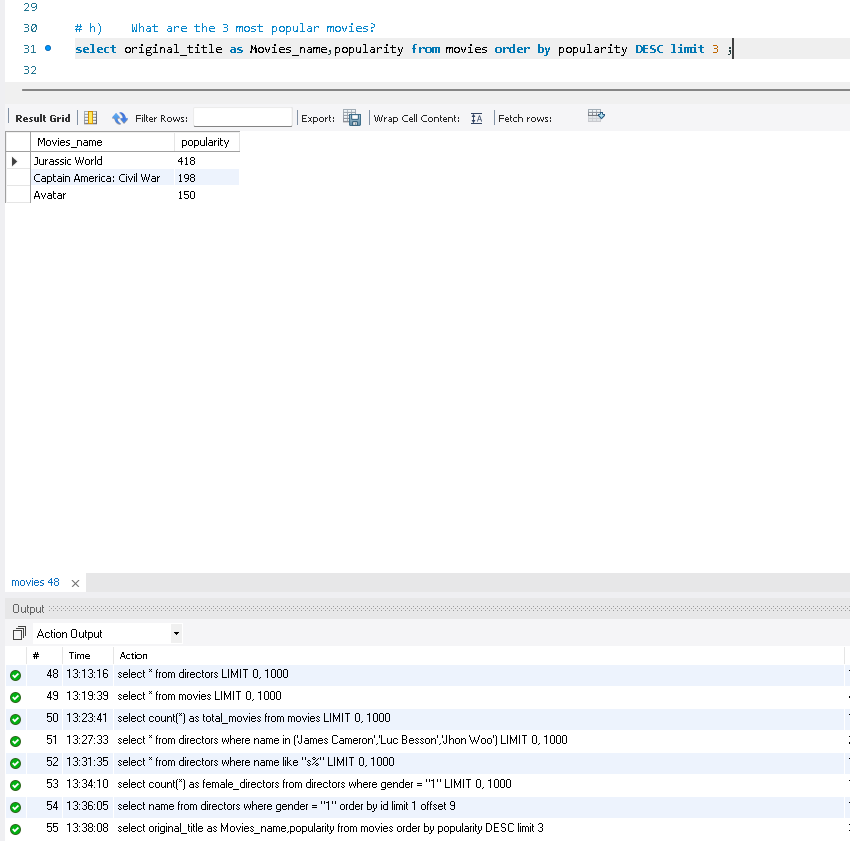 29
30 # h) What are the 3 most popular movies?
31 select original_title as Movies_name,popularity from movies order by popularity DESC limit 3 ;
32
Result Grid Filter Rows: Export: Wrap Cell Content: Fetch rows:
Movies_name popularity
Jurassic World 418
Captain America: Civil War 198
Avatar 150
movies 48
Output
Action Output
# Time Action
48 13:13:16 select * from directors LIMIT 0, 1000
49 13:19:39 select * from movies LIMIT 0, 1000
50 13:23:41 select count(*) as total_movies from movies LIMIT 0, 1000
51 13:27:33 select * from directors where name in ('James Cameron','Luc Besson','Jhon Woo') LIMIT 0, 1000
52 13:31:35 select * from directors where name like "s%" LIMIT 0, 1000
53 13:34:10 select count(*) as female_directors from directors where gender = "1" LIMIT 0, 1000
54 13:36:05 select name from directors where gender = "1" order by id limit 1 offset 9
55 13:38:08 select original_title as Movies_name,popularity from movies order by popularity DESC limit 3